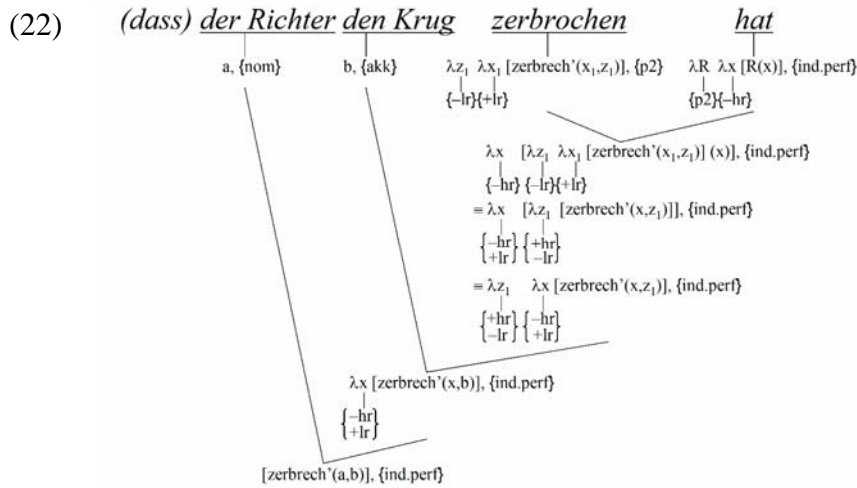 (22) (dass) der Richter den Krug zerbrochen hat
a, {nom} b, {akk} λz₁ λx₁ [zerbrech’(x₁,z₁)], {p2} λR λx [R(x)], {ind.perf}
{–lr}{+lr} {p2}{–hr}
λx [λz₁ λx₁ [zerbrech’(x₁,z₁)] (x)], {ind.perf}
{–hr} {–lr}{+lr}
≡ λx [λz₁ [zerbrech’(x,z₁)]], {ind.perf}
{–hr +lr} {+hr –lr}
≡ λz₁ λx [zerbrech’(x,z₁)], {ind.perf}
{+hr –lr} {–hr +lr}
λx [zerbrech’(x,b)], {ind.perf}
{–hr +lr}
[zerbrech’(a,b)], {ind.perf}